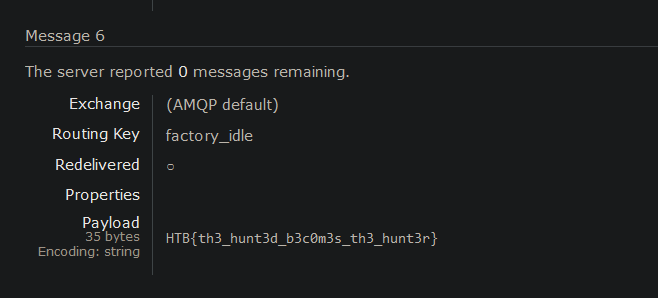 Message 6
The server reported 0 messages remaining.
Exchange (AMQP default)
Routing Key factory_idle
Redelivered ○
Properties
Payload
35 bytes
Encoding: string
HTB{th3_hunt3d_b3c0m3s_th3_hunt3r}